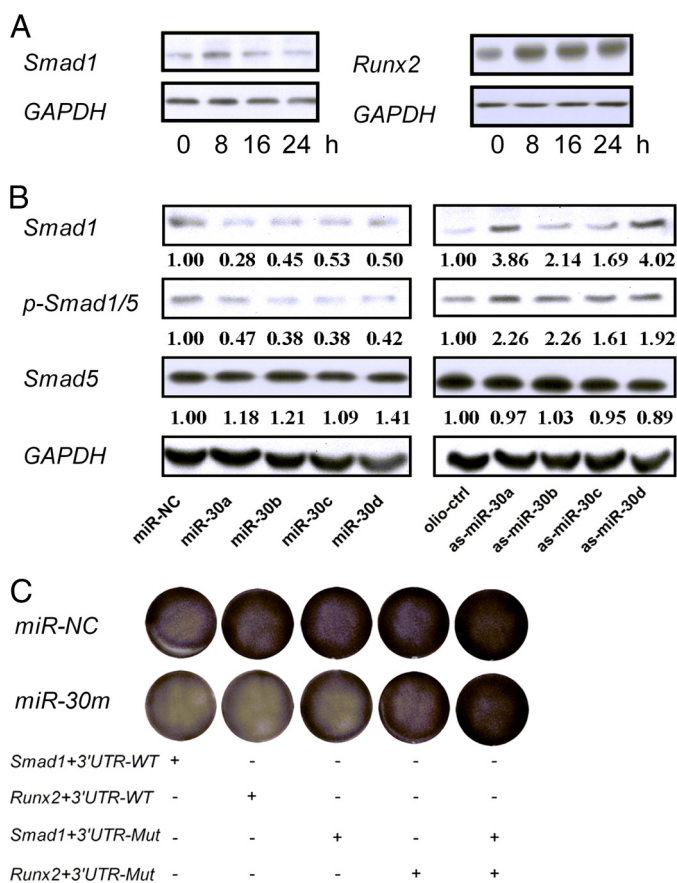 A
Smad1
Runx2
GAPDH
GAPDH
0 8 16 24 h
0 8 16 24 h
B
Smad1
1.00 0.28 0.45 0.53 0.50
1.00 3.86 2.14 1.69 4.02
p-Smad1/5
1.00 0.47 0.38 0.38 0.42
1.00 2.26 2.26 1.61 1.92
Smad5
1.00 1.18 1.21 1.09 1.41
1.00 0.97 1.03 0.95 0.89
GAPDH
miR-NC miR-30a miR-30b miR-30c miR-30d
olio-ctrl as-miR-30a as-miR-30b as-miR-30c as-miR-30d
C
miR-NC
miR-30m
Smad1+3'UTR-WT + - - - -
Runx2+3'UTR-WT - + - - -
Smad1+3'UTR-Mut - - + - +
Runx2+3'UTR-Mut - - - + +